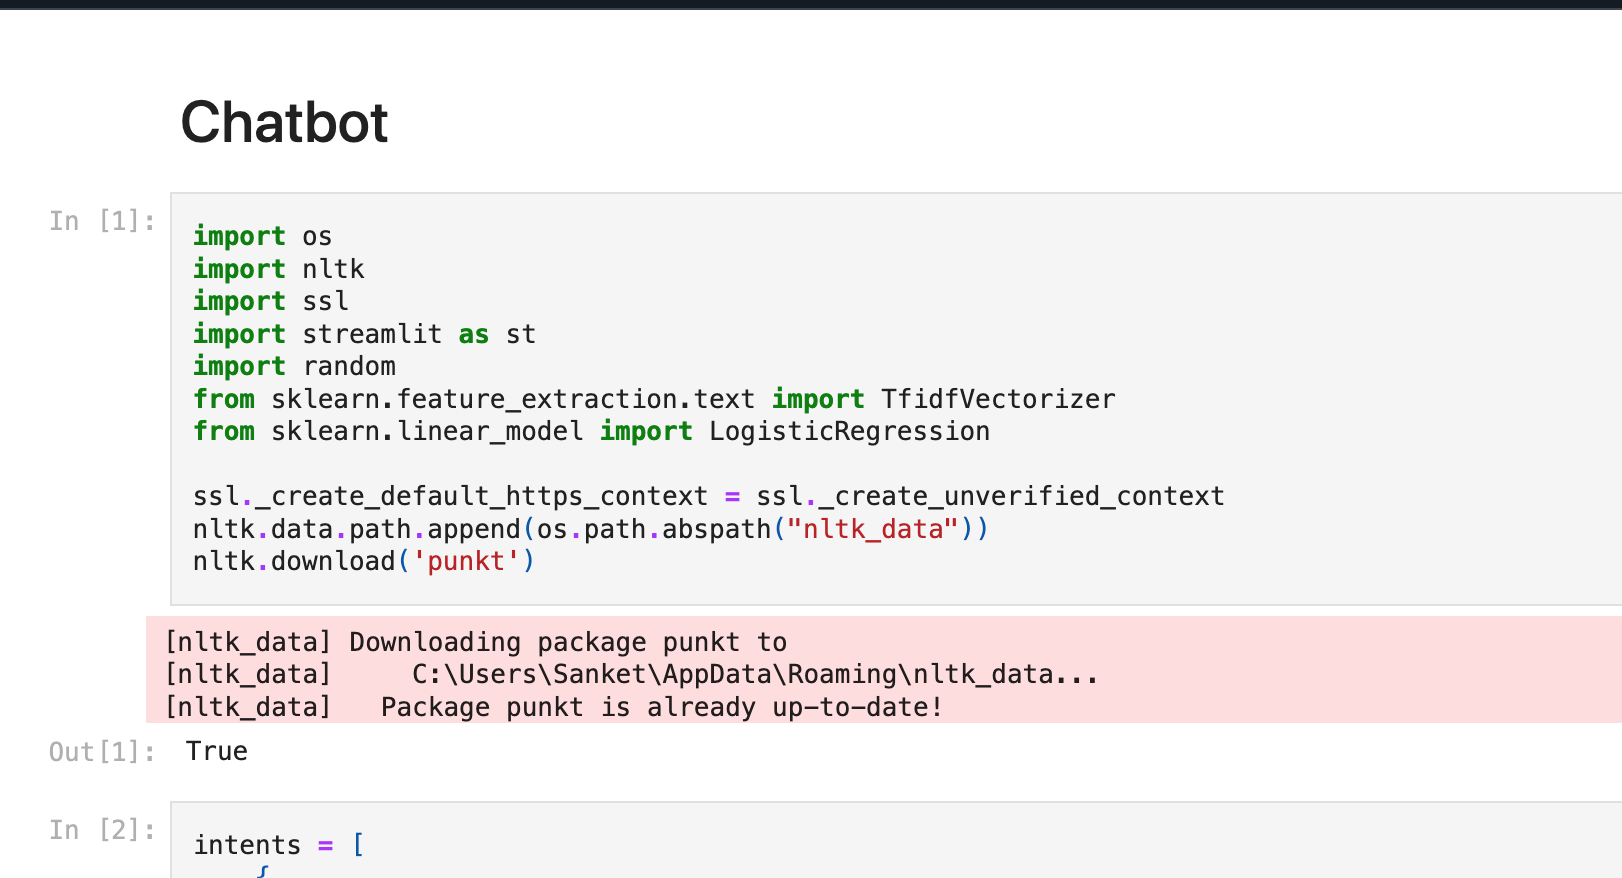 Chatbot
In [1]:
import os
import nltk
import ssl
import streamlit as st
import random
from sklearn.feature_extraction.text import TfidfVectorizer
from sklearn.linear_model import LogisticRegression
ssl._create_default_https_context = ssl._create_unverified_context
nltk.data.path.append(os.path.abspath("nltk_data"))
nltk.download('punkt')
[nltk_data] Downloading package punkt to
[nltk_data]     C:\Users\Sanket\AppData\Roaming\nltk_data...
[nltk_data]   Package punkt is already up-to-date!
Out[1]: True
In [2]:
intents = [
{